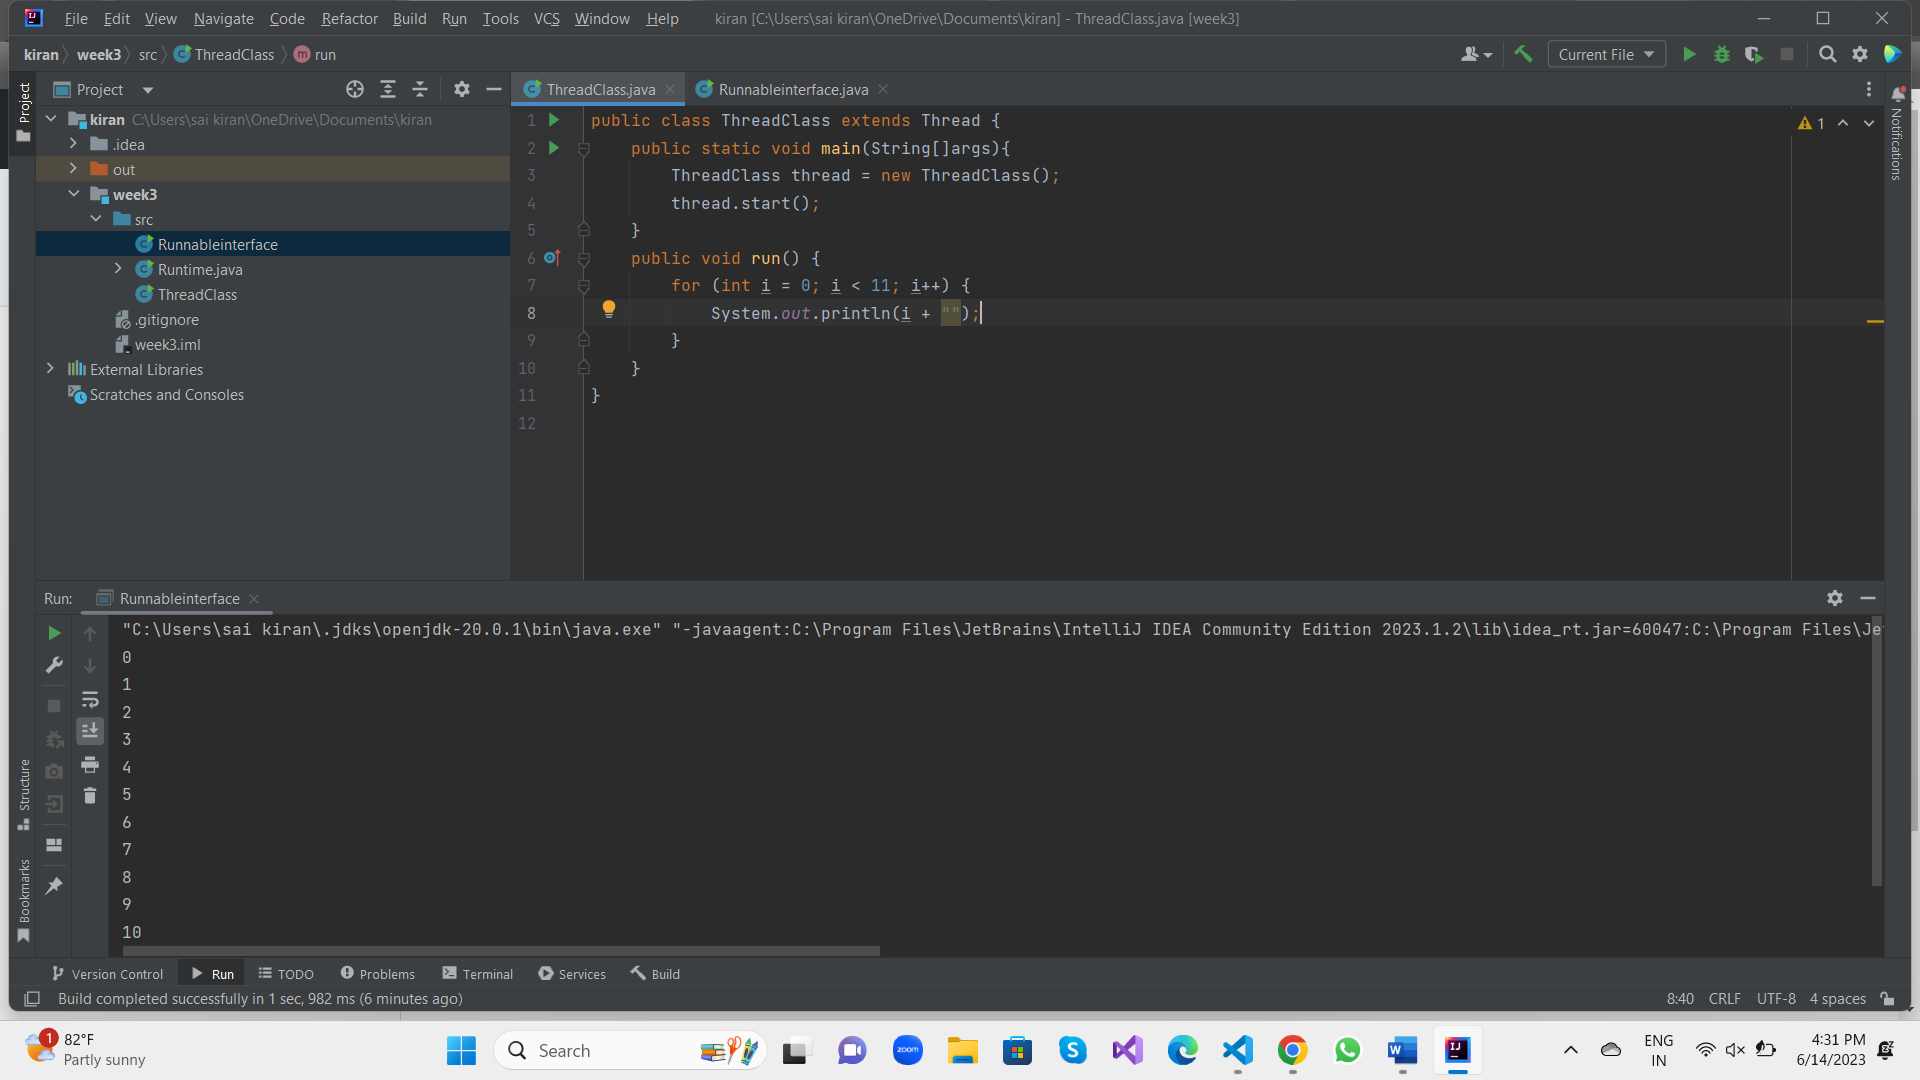 File Edit View Navigate Code Refactor Build Run Tools VCS Window Help kiran [C:\Users\sai kiran\OneDrive\Documents\kiran] - ThreadClass.java [week3]
kiran week3 src ThreadClass m run Current File
Project
Project
ThreadClass.java Runnableinterface.java
Notifications
kiran C:\Users\sai kiran\OneDrive\Documents\kiran
.idea
out
week3
src
Runnableinterface
Runtime.java
ThreadClass
.gitignore
week3.iml
External Libraries
Scratches and Consoles
1 public class ThreadClass extends Thread {
2 public static void main(String[]args){
3 ThreadClass thread = new ThreadClass();
4 thread.start();
5 }
6 public void run() {
7 for (int i = 0; i < 11; i++) {
8 System.out.println(i + "");
9 }
10 }
11 }
12
1
Run: Runnableinterface
"C:\Users\sai kiran\.jdks\openjdk-20.0.1\bin\java.exe" "-javaagent:C:\Program Files\JetBrains\IntelliJ IDEA Community Edition 2023.1.2\lib\idea_rt.jar=60047:C:\Program Files\Je
0
1
2
3
4
5
6
7
8
9
10
Structure
Bookmarks
Version Control Run TODO Problems Terminal Services Build
Build completed successfully in 1 sec, 982 ms (6 minutes ago) 8:40 CRLF UTF-8 4 spaces
1
82°F
Partly sunny
Search
zoom
ENG
IN
4:31 PM
6/14/2023